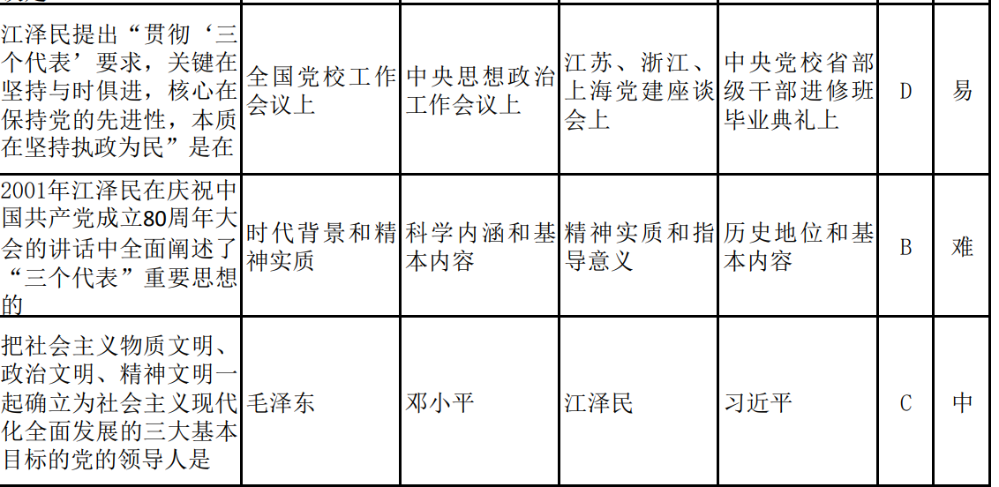 江泽民提出“贯彻‘三
个代表’要求，关键在
坚持与时俱进，核心在
保持党的先进性，本质
在坚持执政为民”是在
全国党校工作
会议上
中央思想政治
工作会议上
江苏、浙江、
上海党建座谈
会上
中央党校省部
级干部进修班
毕业典礼上
D
易
2001年江泽民在庆祝中
国共产党成立80周年大
会的讲话中全面阐述了
“三个代表”重要思想
的
时代背景和精
神实质
科学内涵和基
本内容
精神实质和指
导意义
历史地位和基
本内容
B
难
把社会主义物质文明、
政治文明、精神文明一
起确立为社会主义现代
化全面发展的三大基本
目标的党的领导人是
毛泽东
邓小平
江泽民
习近平
C
中